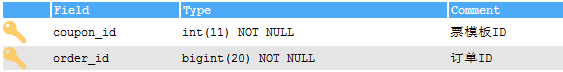 Field Type Comment
coupon_id int(11) NOT NULL 票模板ID
order_id bigint(20) NOT NULL 订单ID